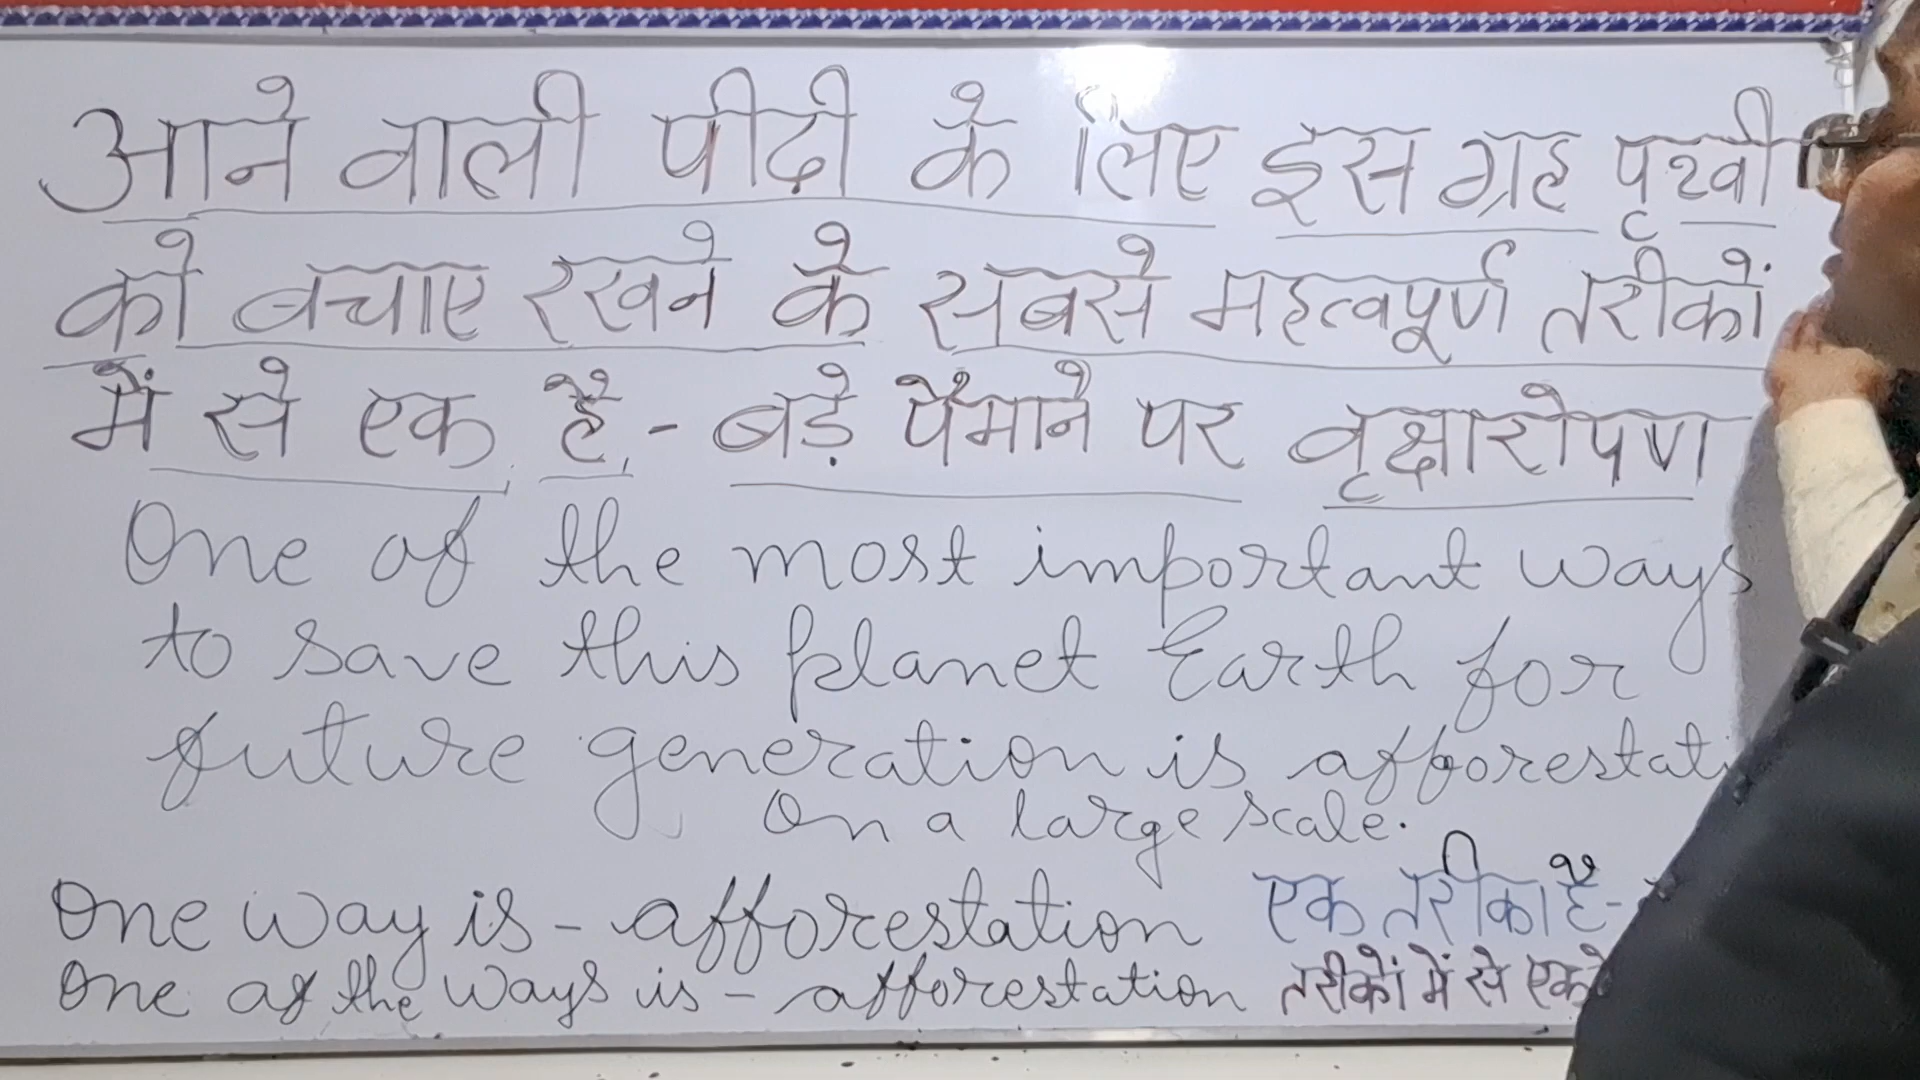 आने वाली पीढी के लिए इस ग्रह पृथ्वी
को बचाए रखने के सबसे महत्वपूर्ण तरीकों
में से एक है - बड़े पैमाने पर वृक्षारोपण
One of the most important ways
to save this planet Earth for
future generation is afforestati
on a large scale.
One way is - afforestation एक तरीका है -
One of the ways is - afforestation तरीकों में से एक